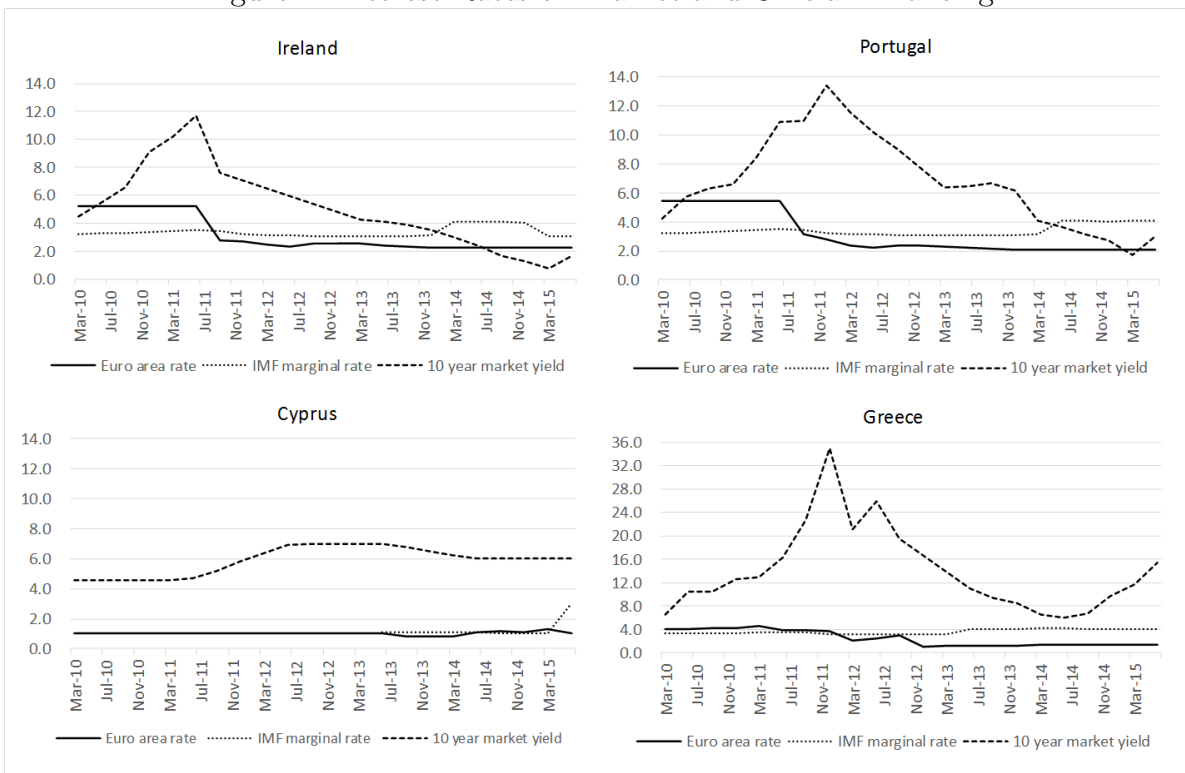 Ireland
14.0
12.0
10.0
8.0
6.0
4.0
2.0
0.0
Mar-10
Jul-10
Nov-10
Mar-11
Jul-11
Nov-11
Mar-12
Jul-12
Nov-12
Mar-13
Jul-13
Nov-13
Mar-14
Jul-14
Nov-14
Mar-15
Euro area rate IMF marginal rate 10 year market yield
Portugal
14.0
12.0
10.0
8.0
6.0
4.0
2.0
0.0
Mar-10
Jul-10
Nov-10
Mar-11
Jul-11
Nov-11
Mar-12
Jul-12
Nov-12
Mar-13
Jul-13
Nov-13
Mar-14
Jul-14
Nov-14
Mar-15
Euro area rate IMF marginal rate 10 year market yield
Cyprus
14.0
12.0
10.0
8.0
6.0
4.0
2.0
0.0
Mar-10
Jul-10
Nov-10
Mar-11
Jul-11
Nov-11
Mar-12
Jul-12
Nov-12
Mar-13
Jul-13
Nov-13
Mar-14
Jul-14
Nov-14
Mar-15
Euro area rate IMF marginal rate 10 year market yield
Greece
36.0
32.0
28.0
24.0
20.0
16.0
12.0
8.0
4.0
0.0
Mar-10
Jul-10
Nov-10
Mar-11
Jul-11
Nov-11
Mar-12
Jul-12
Nov-12
Mar-13
Jul-13
Nov-13
Mar-14
Jul-14
Nov-14
Mar-15
Euro area rate IMF marginal rate 10 year market yield